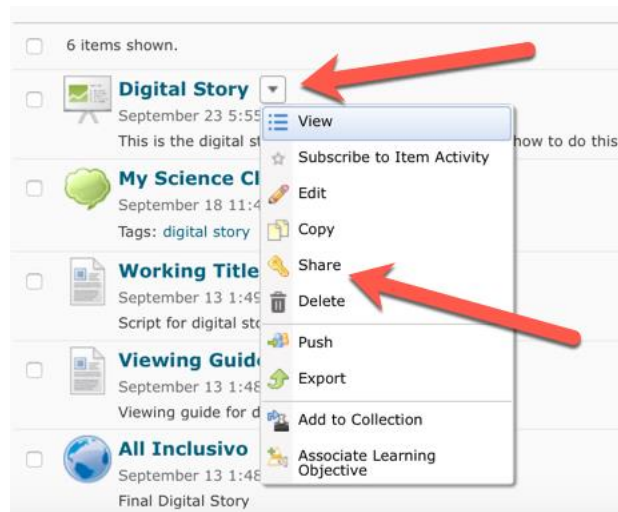 6 items shown.
Digital Story
September 23 5:55
This is the digital st
how to do this
View
Subscribe to Item Activity
Edit
Copy
Share
Delete
Push
Export
Add to Collection
Associate Learning
Objective
My Science Cl
September 18 11:4
Tags: digital story
Working Title
September 13 1:49
Script for digital sto
Viewing Guide
September 13 1:48
Viewing guide for d
All Inclusivo
September 13 1:48
Final Digital Story